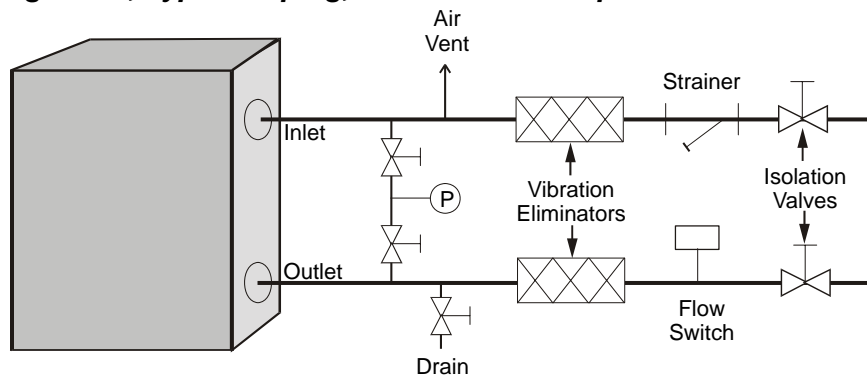 Air
Vent
Strainer
Inlet
Isolation
Valves
P
Vibration
Eliminators
Outlet
Flow
Switch
Drain